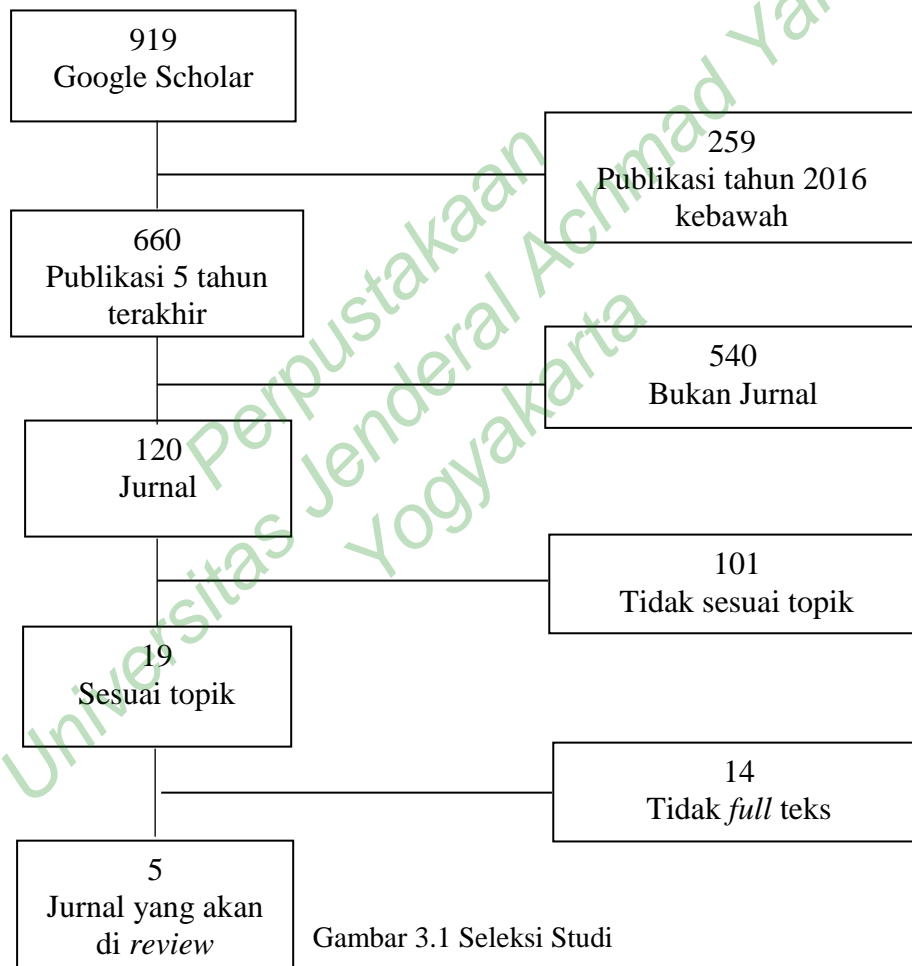 919
Google Scholar
259
Publikasi tahun 2016
kebawah
660
Publikasi 5 tahun
terakhir
540
Bukan Jurnal
120
Jurnal
101
Tidak sesuai topik
19
Sesuai topik
14
Tidak full teks
5
Jurnal yang akan
di review
Gambar 3.1 Seleksi Studi
Perpustakaan
Universitas Jenderal Achmad
Yogyakarta